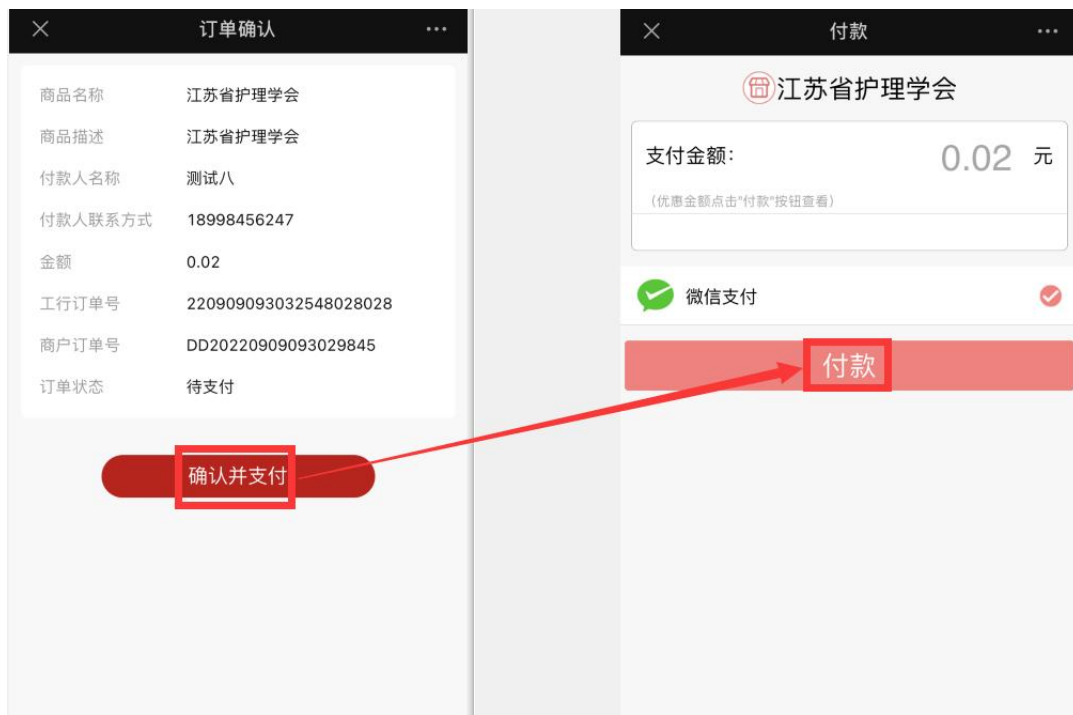 订单确认
商品名称 江苏省护理学会
商品描述 江苏省护理学会
付款人名称 测试八
付款人联系方式 18998456247
金额 0.02
工行订单号 220909093032548028028
商户订单号 DD20220909093029845
订单状态 待支付
确认并支付
付款
江苏省护理学会
支付金额: 0.02 元
(优惠金额点击"付款"按钮查看)
微信支付
付款